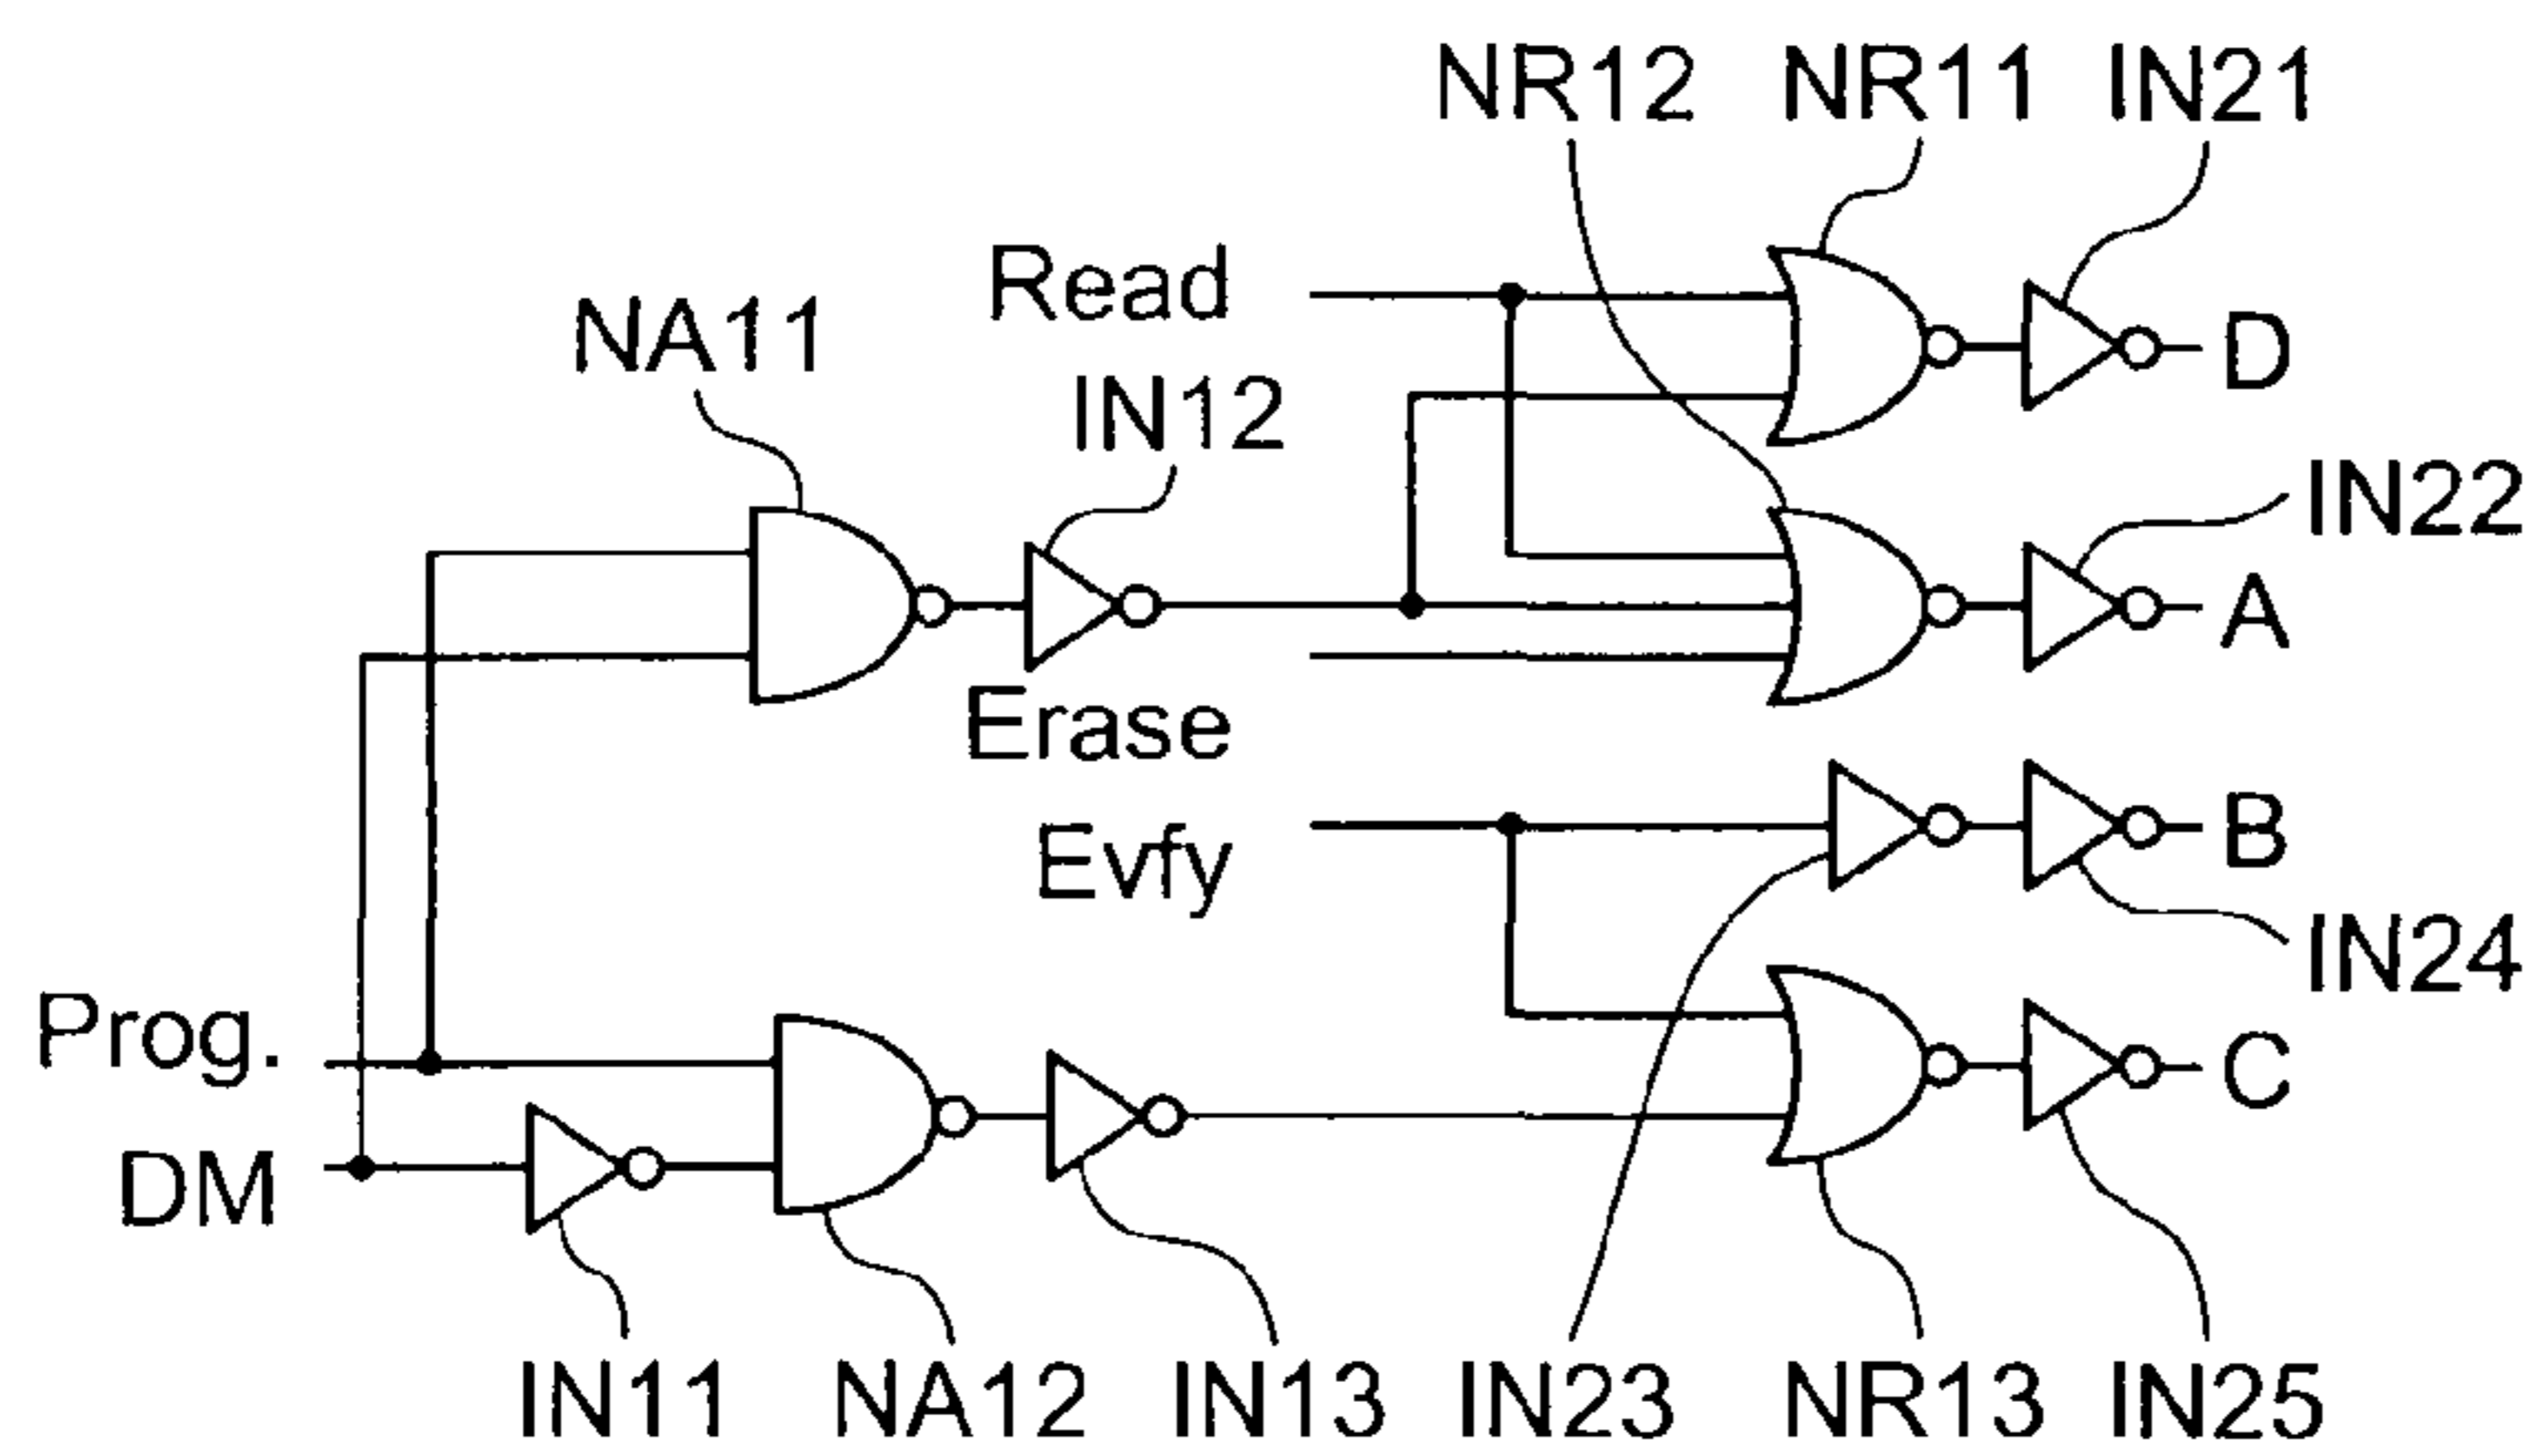 NR12 NR11 IN21
Read
NA11
D
IN12
IN22
A
Erase
Evfy
B
IN24
Prog.
C
DM
IN11 NA12 IN13 IN23 NR13 IN25